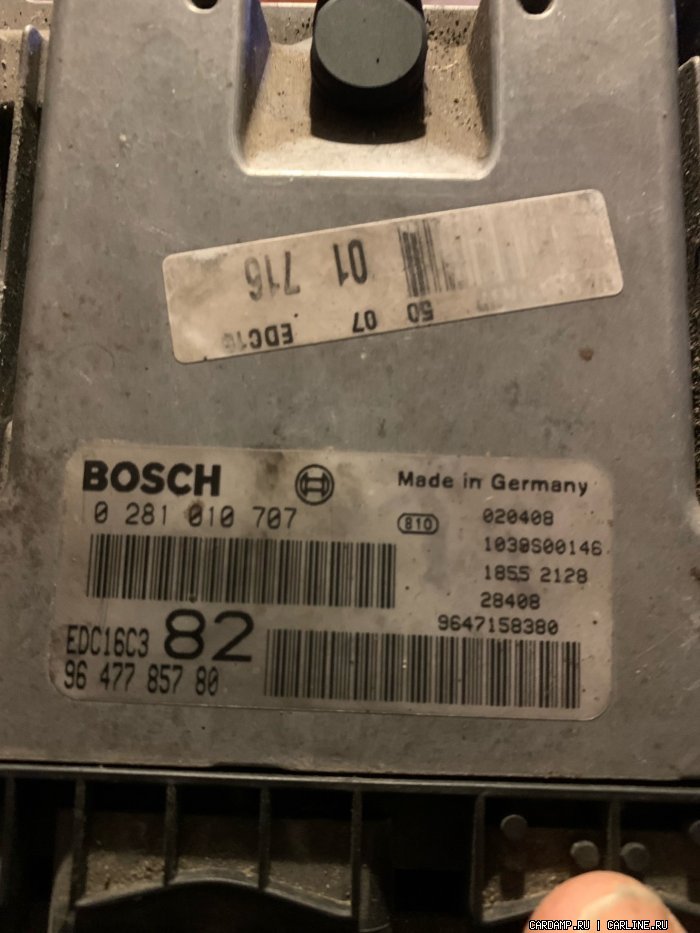 01 716
50 07 EDC16
BOSCH
Made in Germany
0 281 010 707
810
020408
1039S00146
1855 2128
28408
9647158380
EDC16C3 82
96 477 857 80
CARDAMP.RU | CARLINE.RU